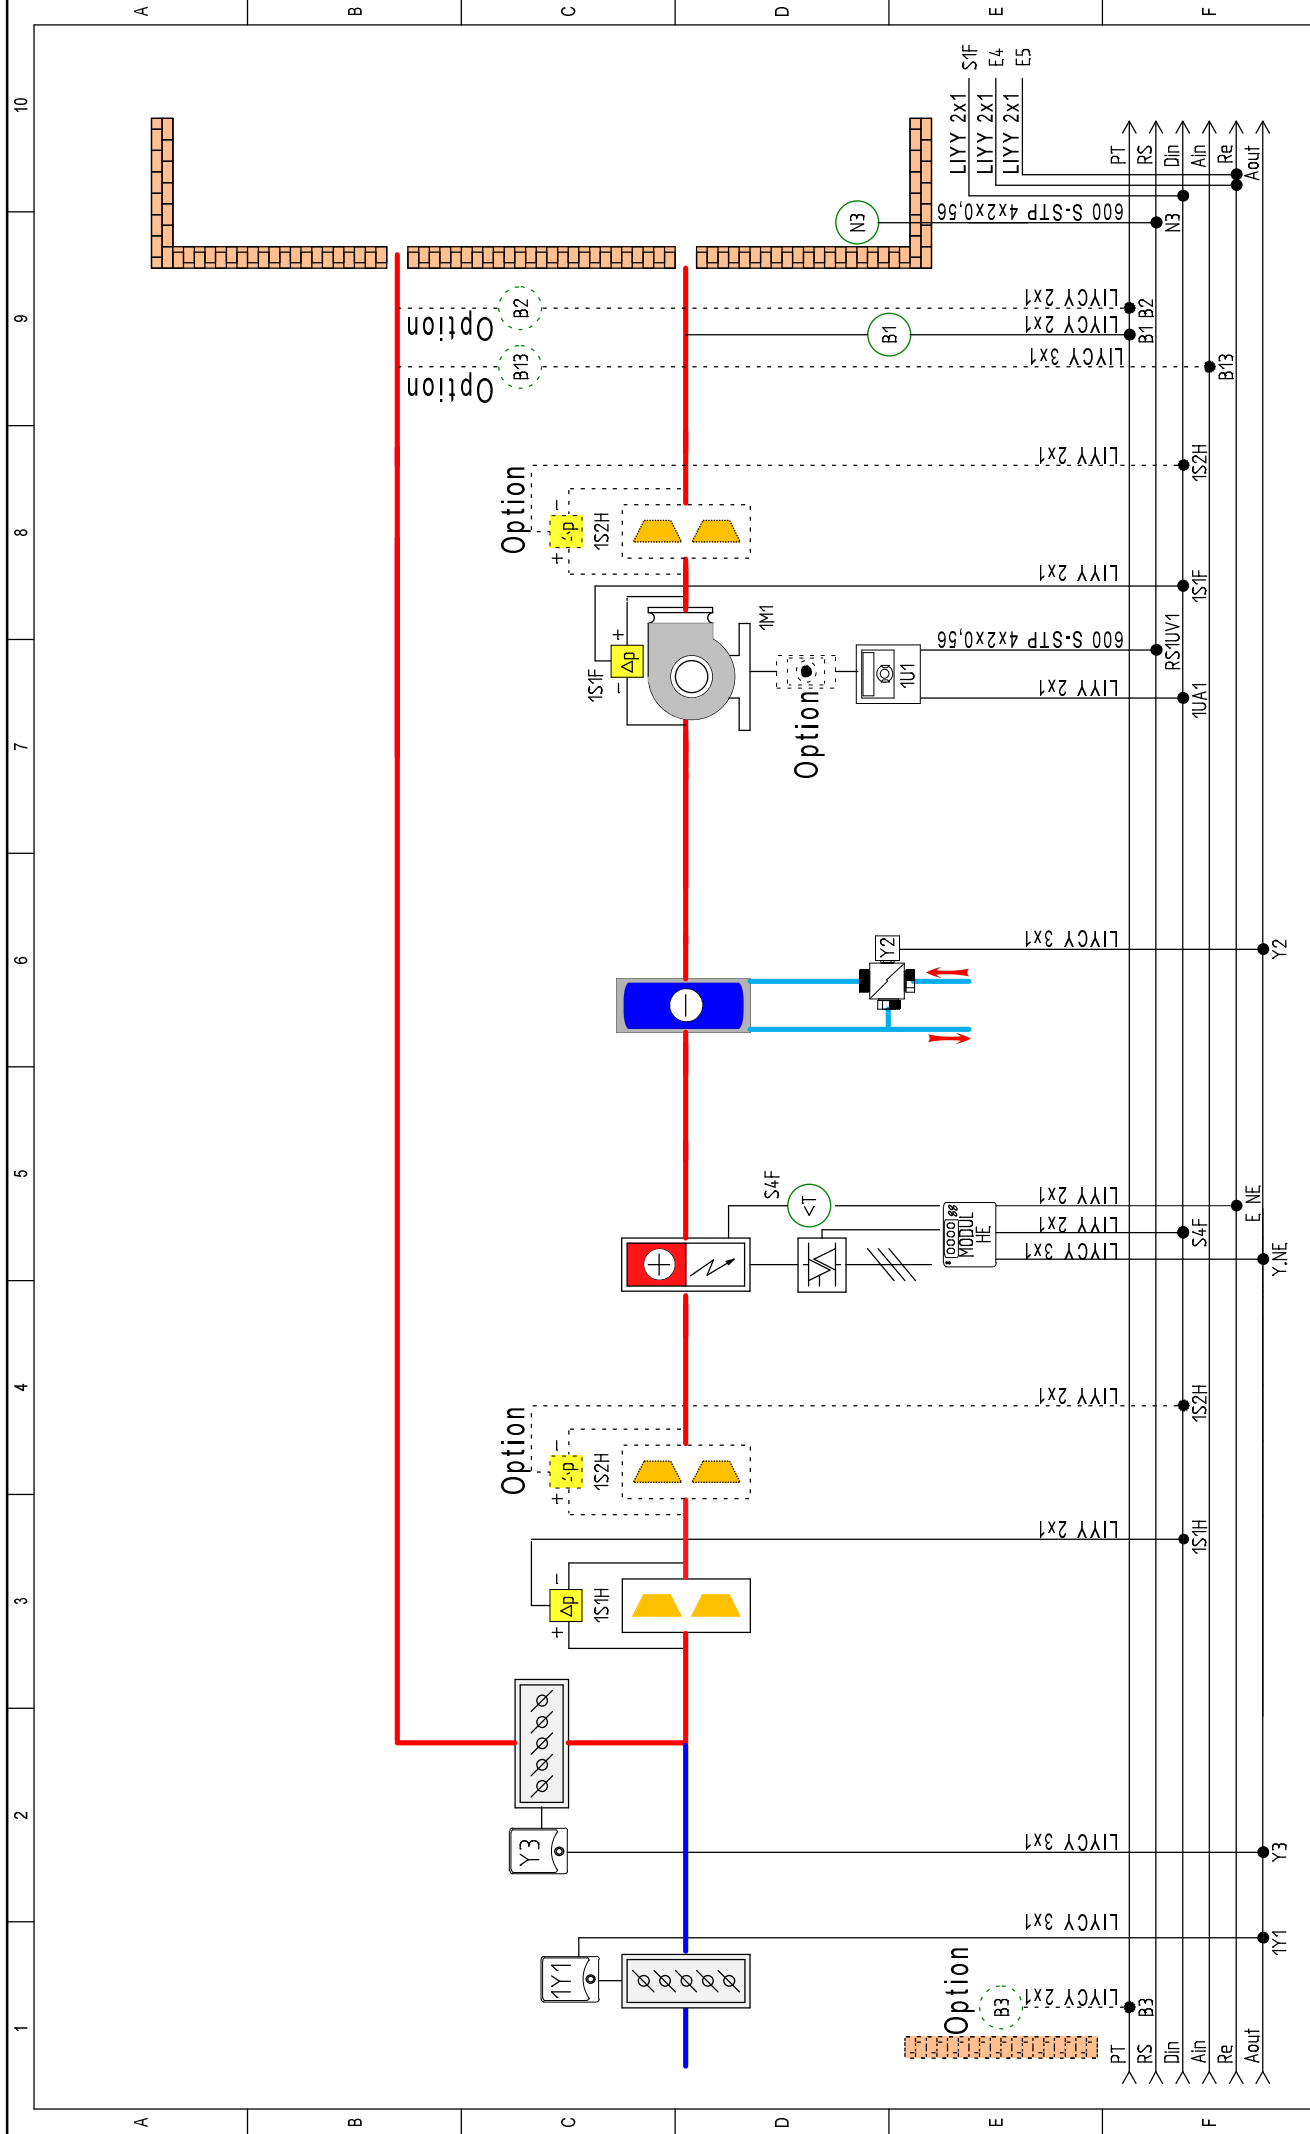 A B C D E F
10
9
8
7
6
5
4
3
2
1
S1F
E4
E5
LIYY 2x1
LIYY 2x1
LIYY 2x1
PT
RS
Din
Ain
Re
Aout
N3
600 S-STP 4x2x0,56
N3
Option
B2
LIYCY 2x1
B2
B1
LIYCY 2x1
B1
Option
B13
LIYCY 3x1
B13
Option
+
-
1S2H
LIYY 2x1
1S2H
LIYY 2x1
1S1F
1S1F
+
Δp
-
1M1
Option
1U1
600 S-STP 4x2x0,56
RS1UV1
LIYY 2x1
1UA1
Y2
LIYCY 3x1
Y2
S4F
<T
MODUL
HE
LIYY 2x1
E_NE
LIYY 2x1
S4F
LIYCY 3x1
Y.NE
Option
+
-
1S2H
LIYY 2x1
1S2H
+
Δp
-
1S1H
LIYY 2x1
1S1H
Y3
LIYCY 3x1
Y3
1Y1
LIYCY 3x1
1Y1
Option
B3
LIYCY 2x1
B3
PT
RS
Din
Ain
Re
Aout
A B C D E F